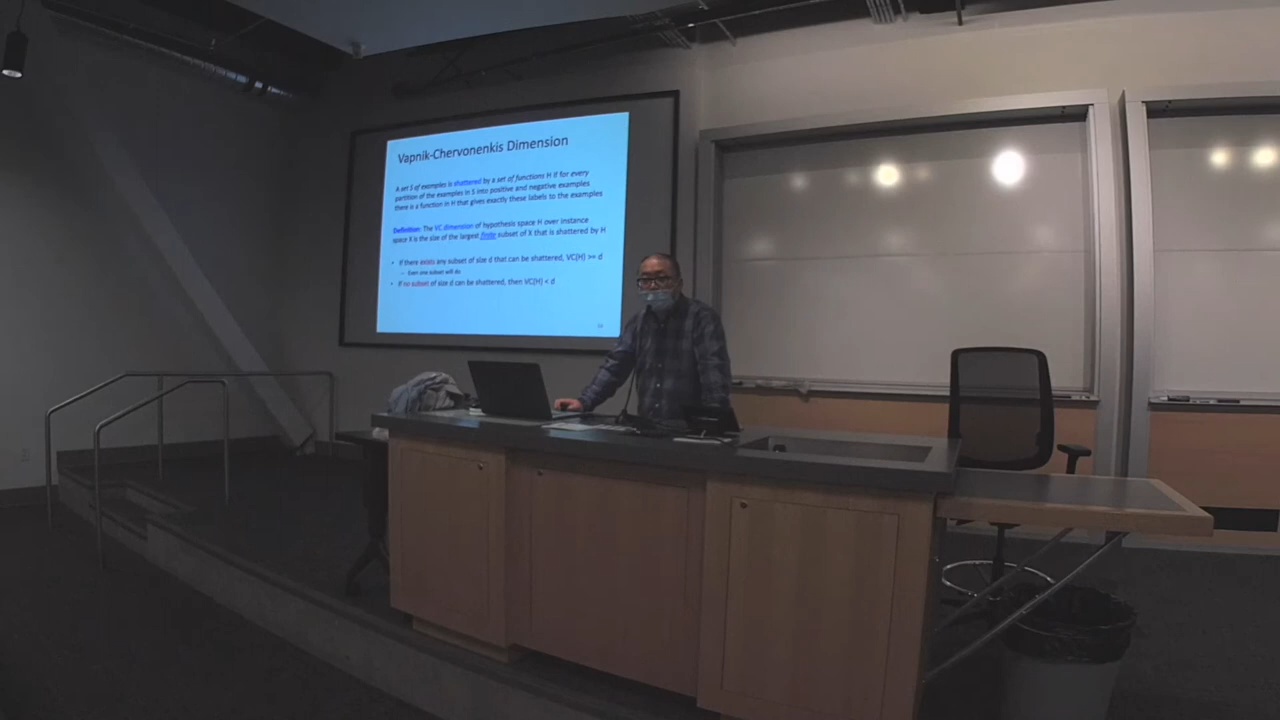 Vapnik-Chervonenkis Dimension
A set S of examples is shattered by a set of functions H if for every
partition of the examples in S into positive and negative examples
there is a function in H that gives exactly these labels to the examples
Definition: The VC dimension of hypothesis space H over instance
space X is the size of the largest finite subset of X that is shattered by H
• If there exists any subset of size d that can be shattered, VC(H) >= d
– Even one subset will do
• If no subset of size d can be shattered, then VC(H) < d